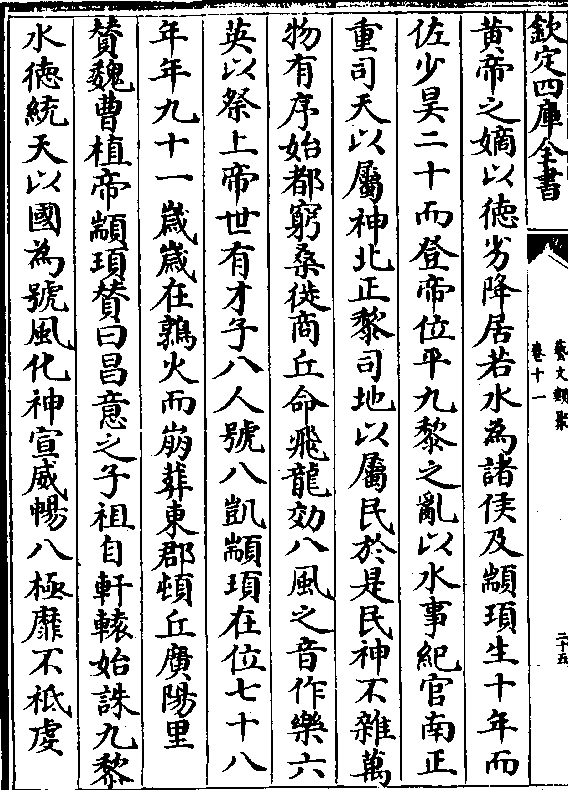 欽定四庫全書
藝文類聚
卷十一
二十五
黃帝之嫡以徳劣降居若水為諸侯及顓頊生十年而
佐少昊二十而登帝位平九黎之亂以水事紀官南正
重司天以屬神北正黎司地以屬民於是民神不雜萬
物有序始都窮桑徙商丘命飛龍効八風之音作樂六
英以祭上帝世有才子八人號八凱顓頊在位七十八
年年九十一歲歲在鶉火而崩葬東郡頓丘廣陽里
贊魏曹植帝顓頊贊曰昌意之子祖自軒轅始誅九黎
水徳統天以國為號風化神宣威暢八極靡不祗虔